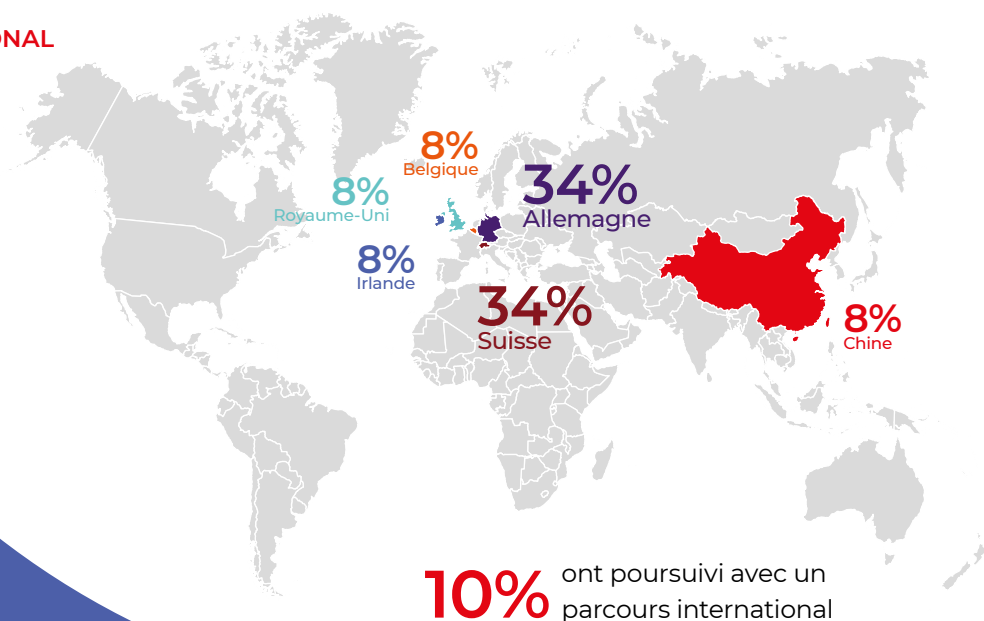 ONAL
8%
Belgique
34%
Allemagne
8%
Royaume-Uni
8%
Irlande
34%
Suisse
8%
Chine
10% ont poursuivi avec un
parcours international